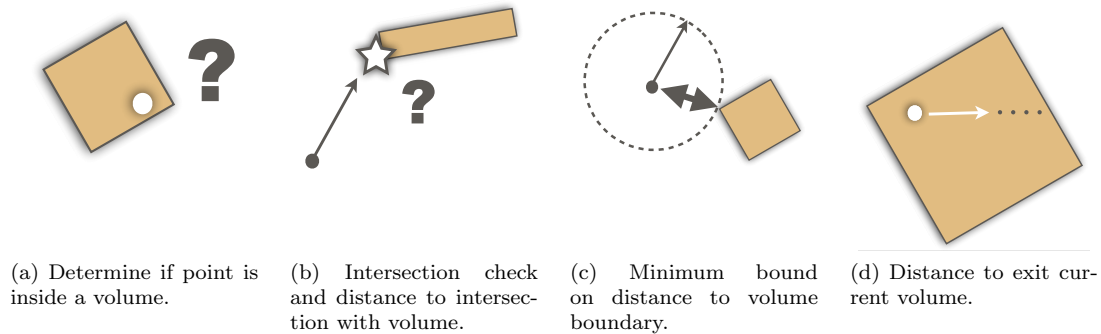 ?
?
(a) Determine if point is
inside a volume.
(b) Intersection check
and distance to intersec-
tion with volume.
(c) Minimum bound
on distance to volume
boundary.
(d) Distance to exit cur-
rent volume.